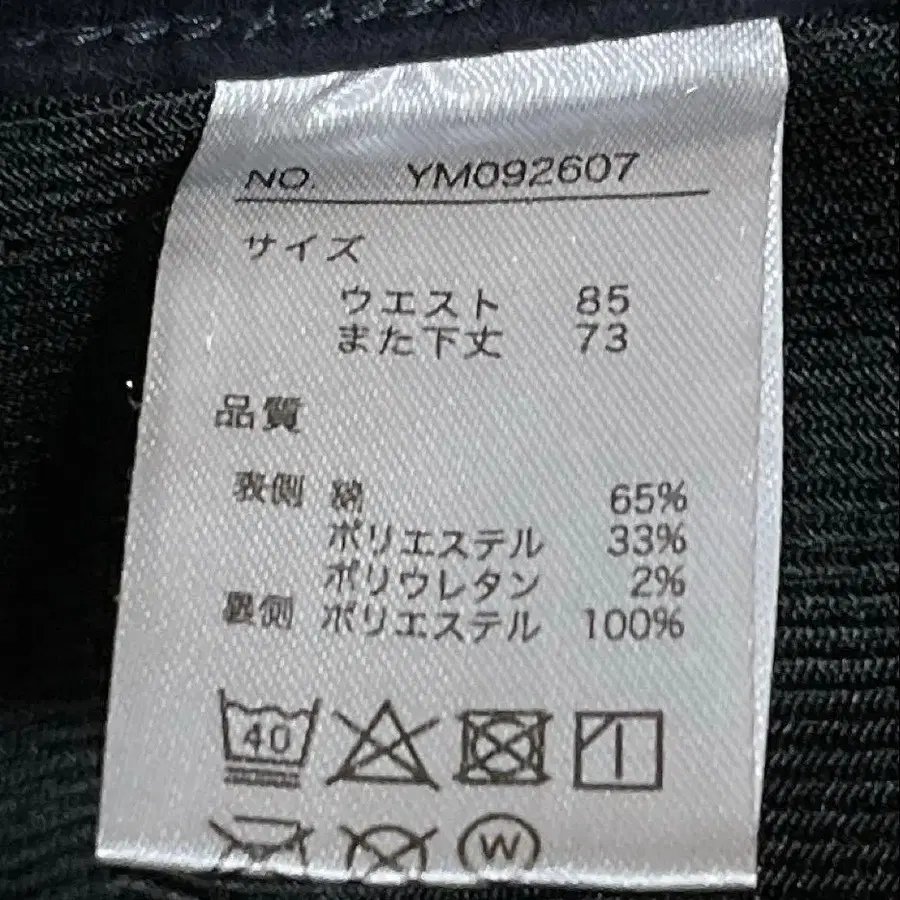 NO. YM092607
サイズ
ウエスト 85
また下丈 73
品質
表側 綿 65%
ポリエステル 33%
ポリウレタン 2%
裏側 ポリエステル 100%
40
W